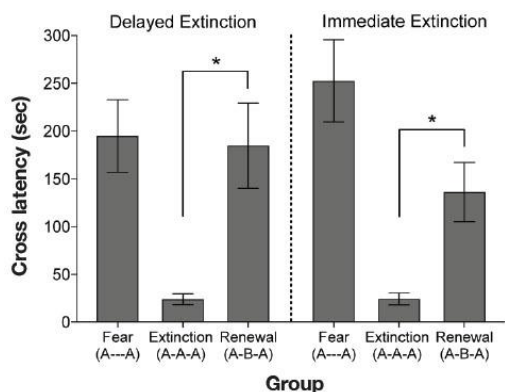 Delayed Extinction
Immediate Extinction
Cross latency (sec)
300
250
200
150
100
50
0
*
*
Fear
(A---A)
Extinction
(A-A-A)
Renewal
(A-B-A)
Fear
(A---A)
Extinction
(A-A-A)
Renewal
(A-B-A)
Group